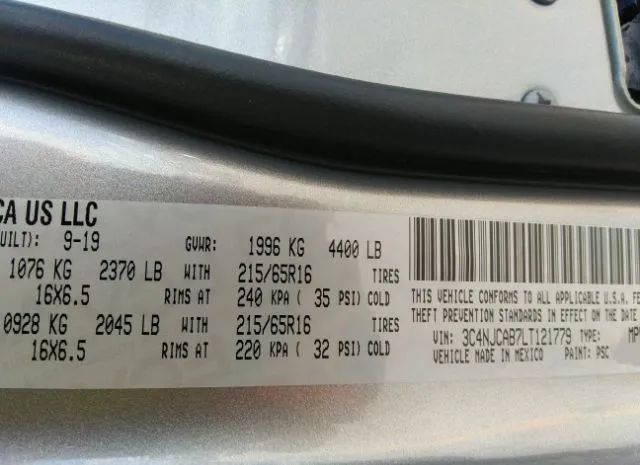 CA US LLC
UILT): 9-19 GVWR: 1996 KG 4400 LB
1076 KG 2370 LB WITH 215/65R16 TIRES
16X6.5 RIMS AT 240 KPA ( 35 PSI) COLD
0928 KG 2045 LB WITH 215/65R16 TIRES
16X6.5 RIMS AT 220 KPA ( 32 PSI) COLD
THIS VEHICLE CONFORMS TO ALL APPLICABLE U.S.A. FE
THEFT PREVENTION STANDARDS IN EFFECT ON THE DATE
VIN: 3C4NJCAB7LT121779 TYPE: MP
VEHICLE MADE IN MEXICO PAINT: PSC